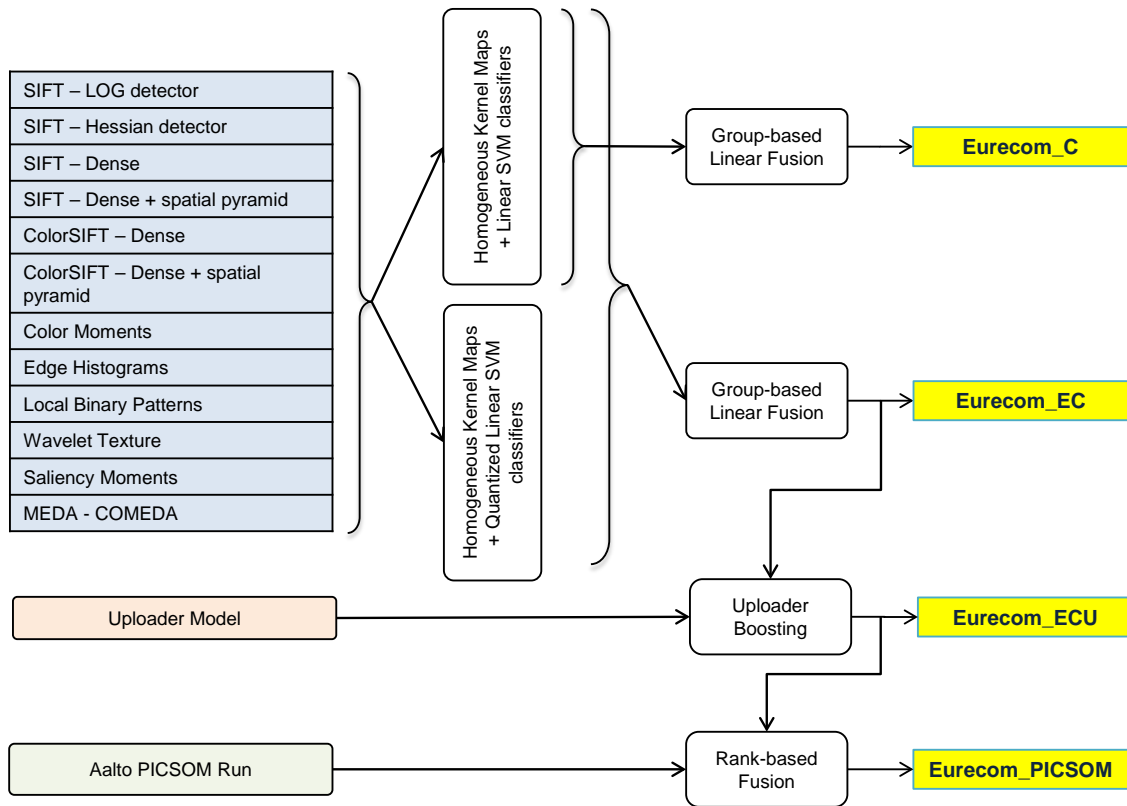 SIFT – LOG detector
SIFT – Hessian detector
SIFT – Dense
SIFT – Dense + spatial pyramid
ColorSIFT – Dense
ColorSIFT – Dense + spatial
pyramid
Color Moments
Edge Histograms
Local Binary Patterns
Wavelet Texture
Saliency Moments
MEDA - COMEDA
Homogeneous Kernel Maps
+ Linear SVM classifiers
Homogeneous Kernel Maps
+ Quantized Linear SVM
classifiers
Group-based
Linear Fusion
Eurecom_C
Group-based
Linear Fusion
Eurecom_EC
Uploader Model
Uploader
Boosting
Eurecom_ECU
Aalto PICSOM Run
Rank-based
Fusion
Eurecom_PICSOM